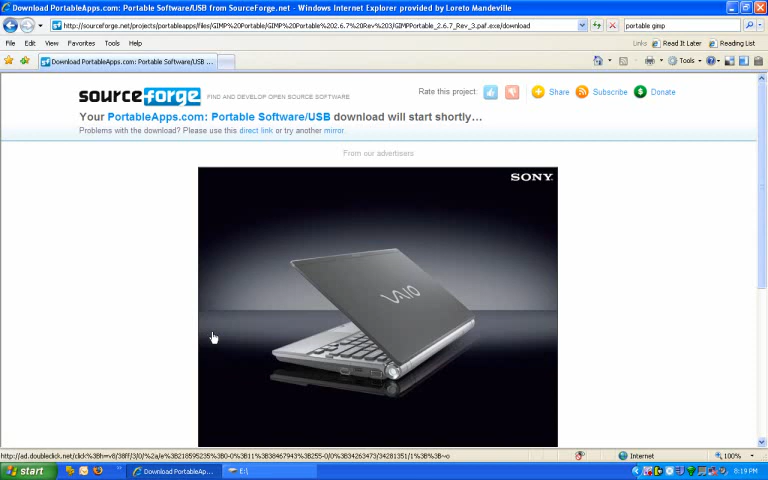 Download PortableApps.com: Portable Software/USB from SourceForge.net - Windows Internet Explorer provided by Loreto Mandeville
http://sourceforge.net/projects/portableapps/files/GIMP%20Portable/GIMP%20Portable%202.6.7%20Rev%203/GIMPPortable_2.6.7_Rev_3.paf.exe/download
portable gimp
File Edit View Favorites Tools Help
Links Read It Later Reading List
Download PortableApps.com: Portable Software/USB ...
Tools
sourceforge FIND AND DEVELOP OPEN SOURCE SOFTWARE
Rate this project: Share Subscribe Donate
Your PortableApps.com: Portable Software/USB download will start shortly...
Problems with the download? Please use this direct link or try another mirror.
From our advertisers
SONY
VAIO
Internet 100%
start Download PortableAp... E:\ 8:19 PM